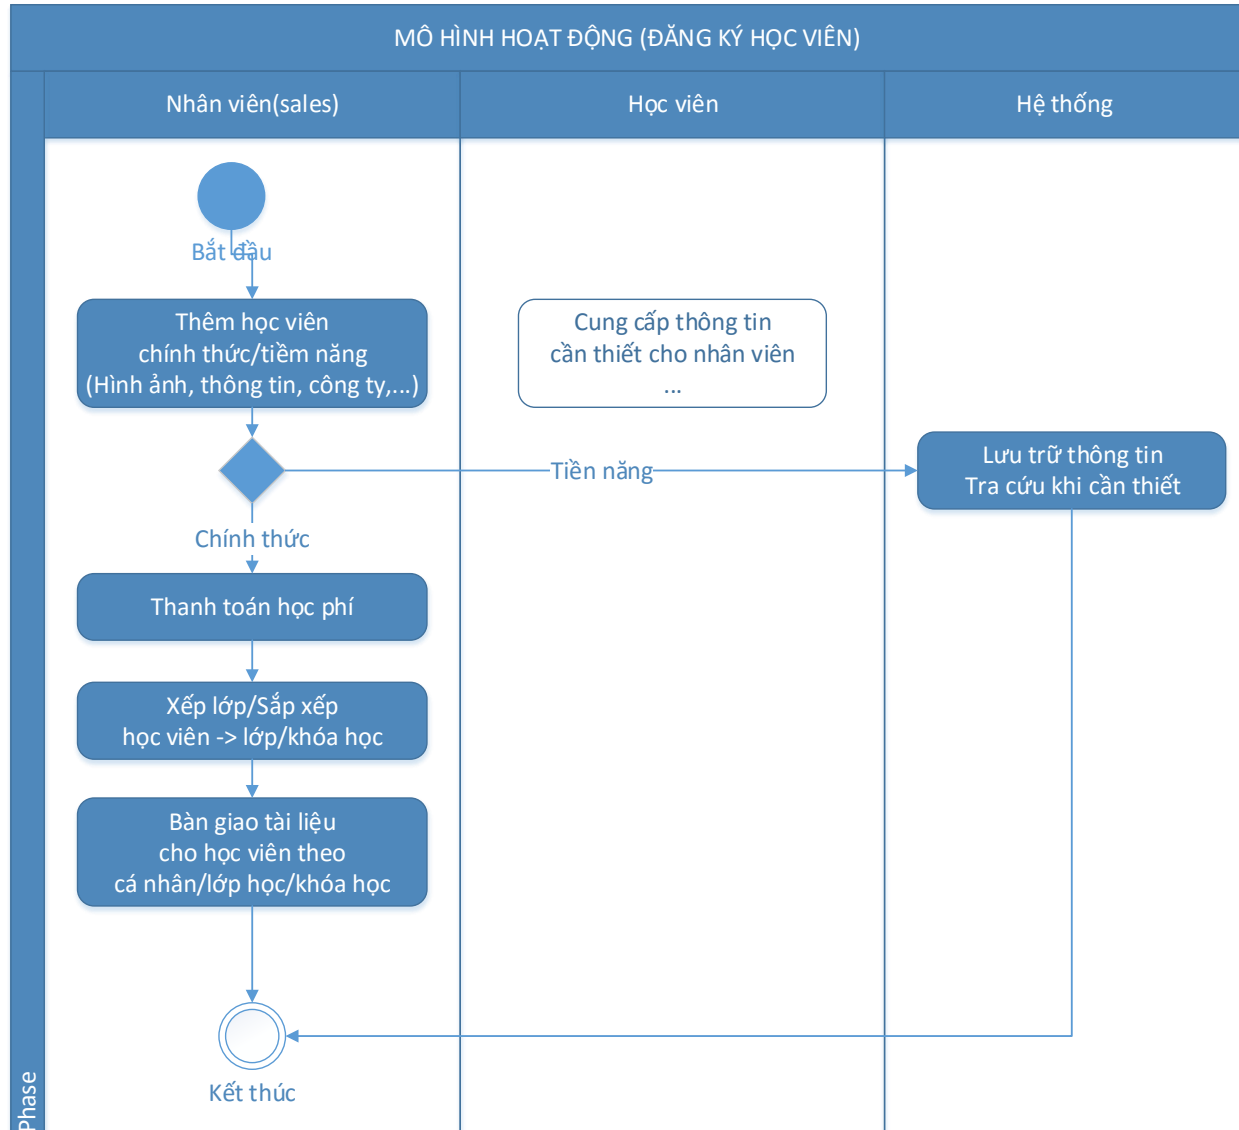 MÔ HÌNH HOẠT ĐỘNG (ĐĂNG KÝ HỌC VIÊN)
Nhân viên(sales)
Học viên
Hệ thống
Bắt đầu
Thêm học viên
chính thức/tiềm năng
(Hình ảnh, thông tin, công ty,...)
Cung cấp thông tin
cần thiết cho nhân viên
...
Tiền năng
Lưu trữ thông tin
Tra cứu khi cần thiết
Chính thức
Thanh toán học phí
Xếp lớp/Sắp xếp
học viên -> lớp/khóa học
Bàn giao tài liệu
cho học viên theo
cá nhân/lớp học/khóa học
Kết thúc
Phase